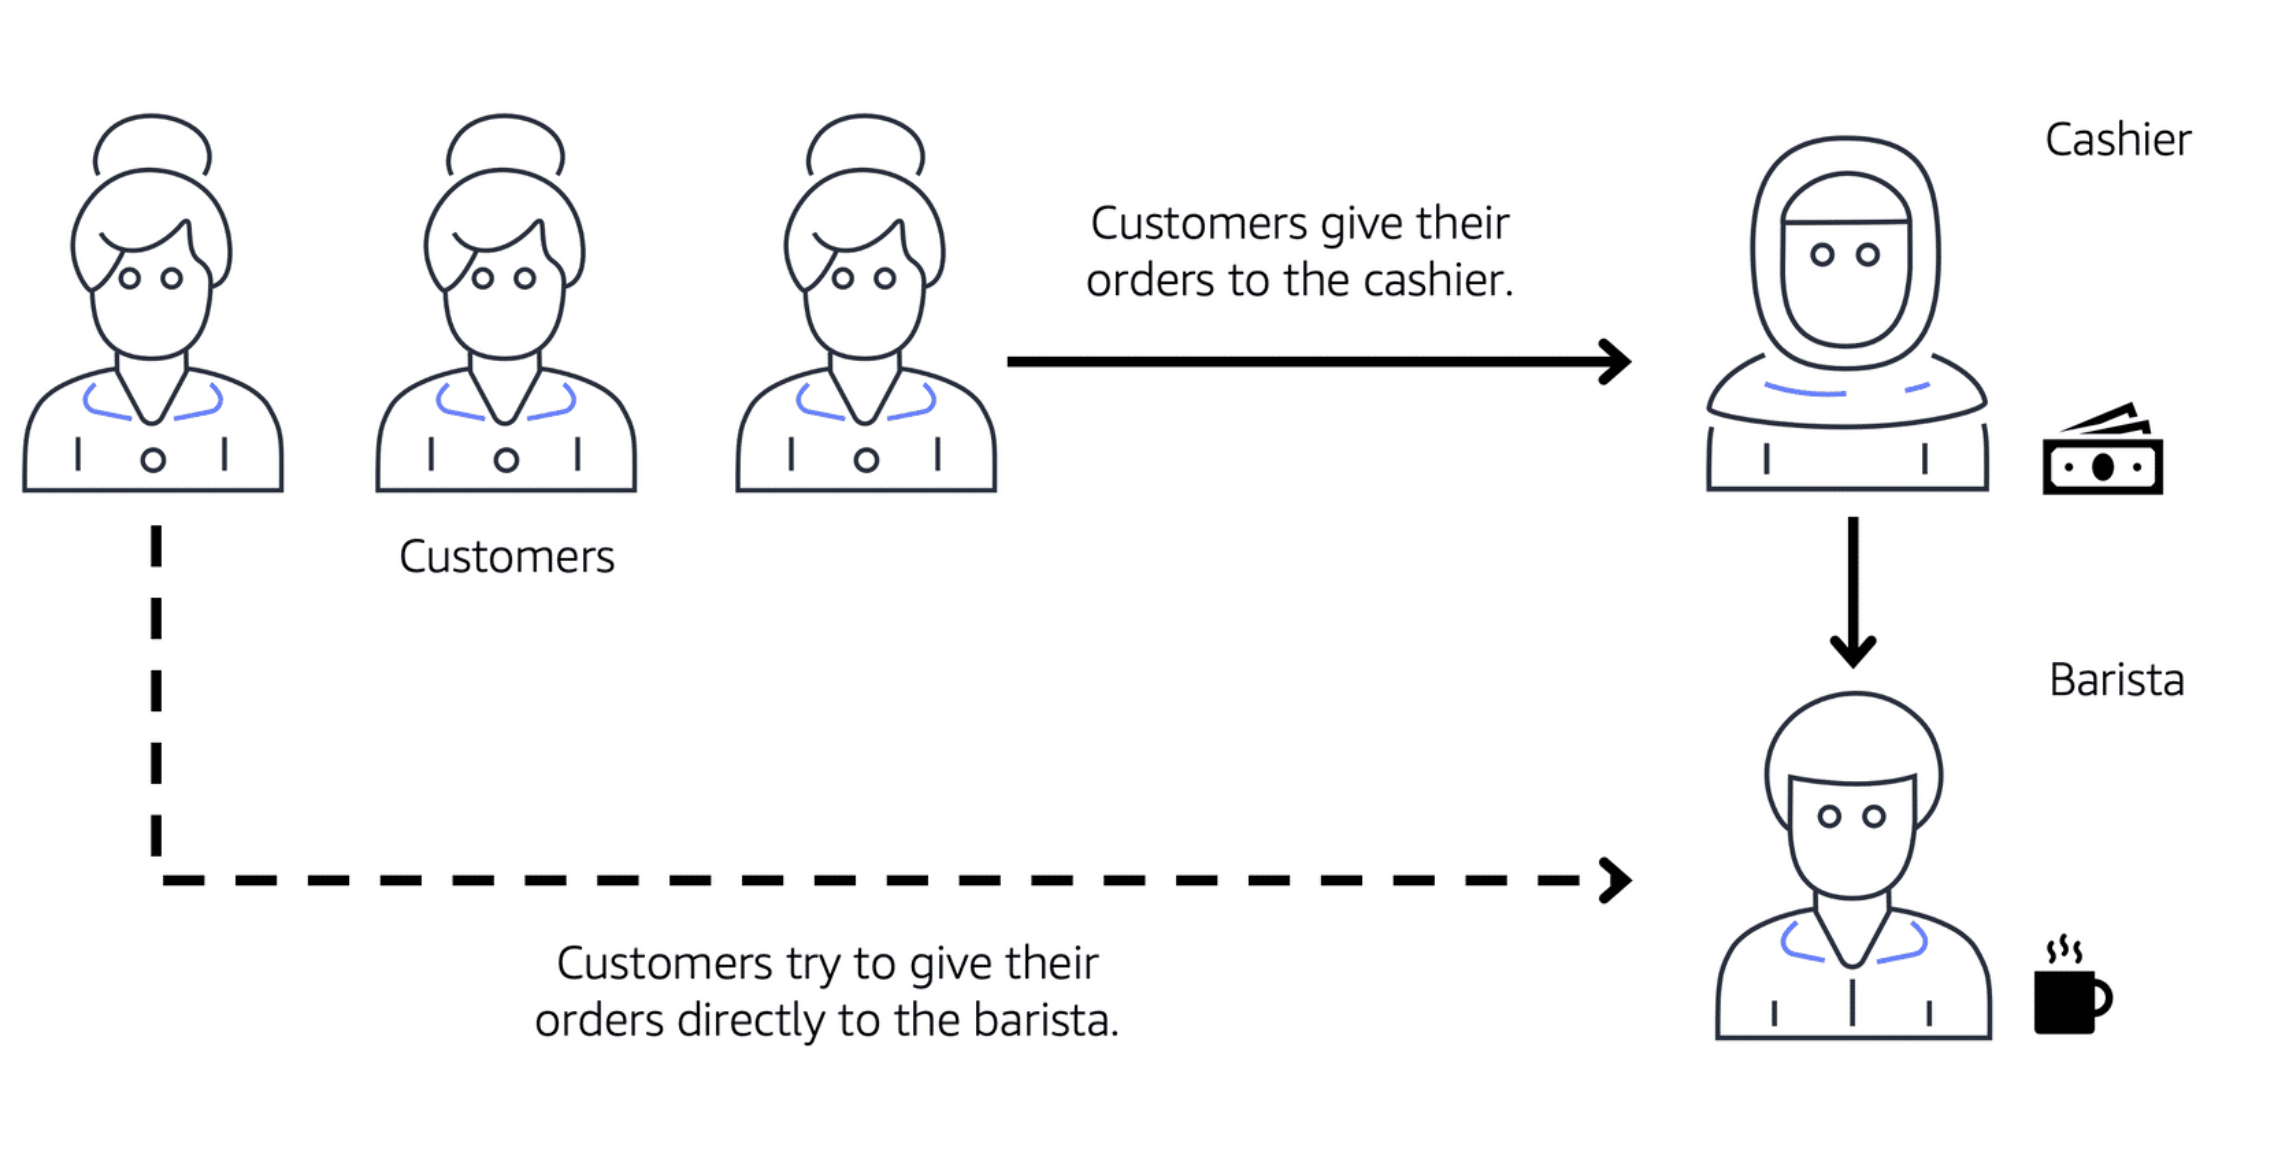 Cashier
Customers give their
orders to the cashier.
Customers
Barista
Customers try to give their
orders directly to the barista.